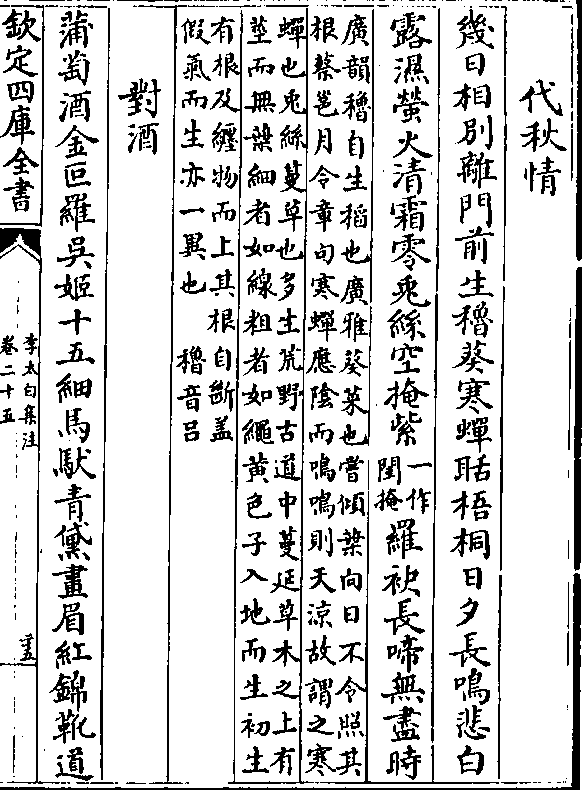 代秋情
幾日相別離門前生穭葵寒蟬聒梧桐日夕長鳴悲白
露濕螢火清霜零兎絲空掩紫一作閨掩羅袂長啼無盡時
廣韻穭自生稻也廣雅葵菜也嘗傾葉向日不令照其
根蔡邕月令章句寒蟬應陰而鳴鳴則天涼故謂之寒
蟬也兎絲蔓草也多生荒野古道中蔓延草木之上有
莖而無葉細者如線粗者如繩黃色子入地而生初生
有根及纒物而上其根自斷盖
假氣而生亦一異也 穭音吕
對酒
蒲萄酒金叵羅吳姬十五細馬馱青黛畫眉紅錦靴道
欽定四庫全書
李太白集注
卷二十五